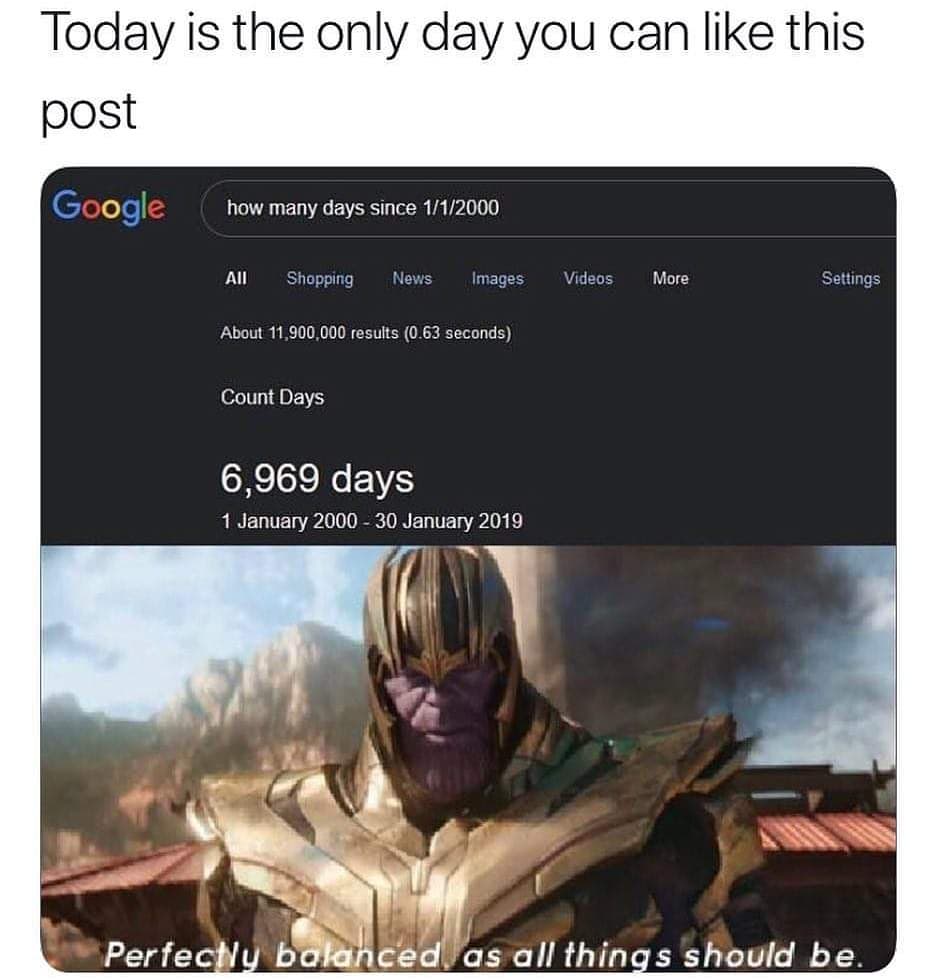 Today is the only day you can like this
post
Google
how many days since 1/1/2000
All Shopping News Images Videos More Settings
About 11,900,000 results (0.63 seconds)
Count Days
6,969 days
1 January 2000 - 30 January 2019
Perfectly balanced, as all things should be.